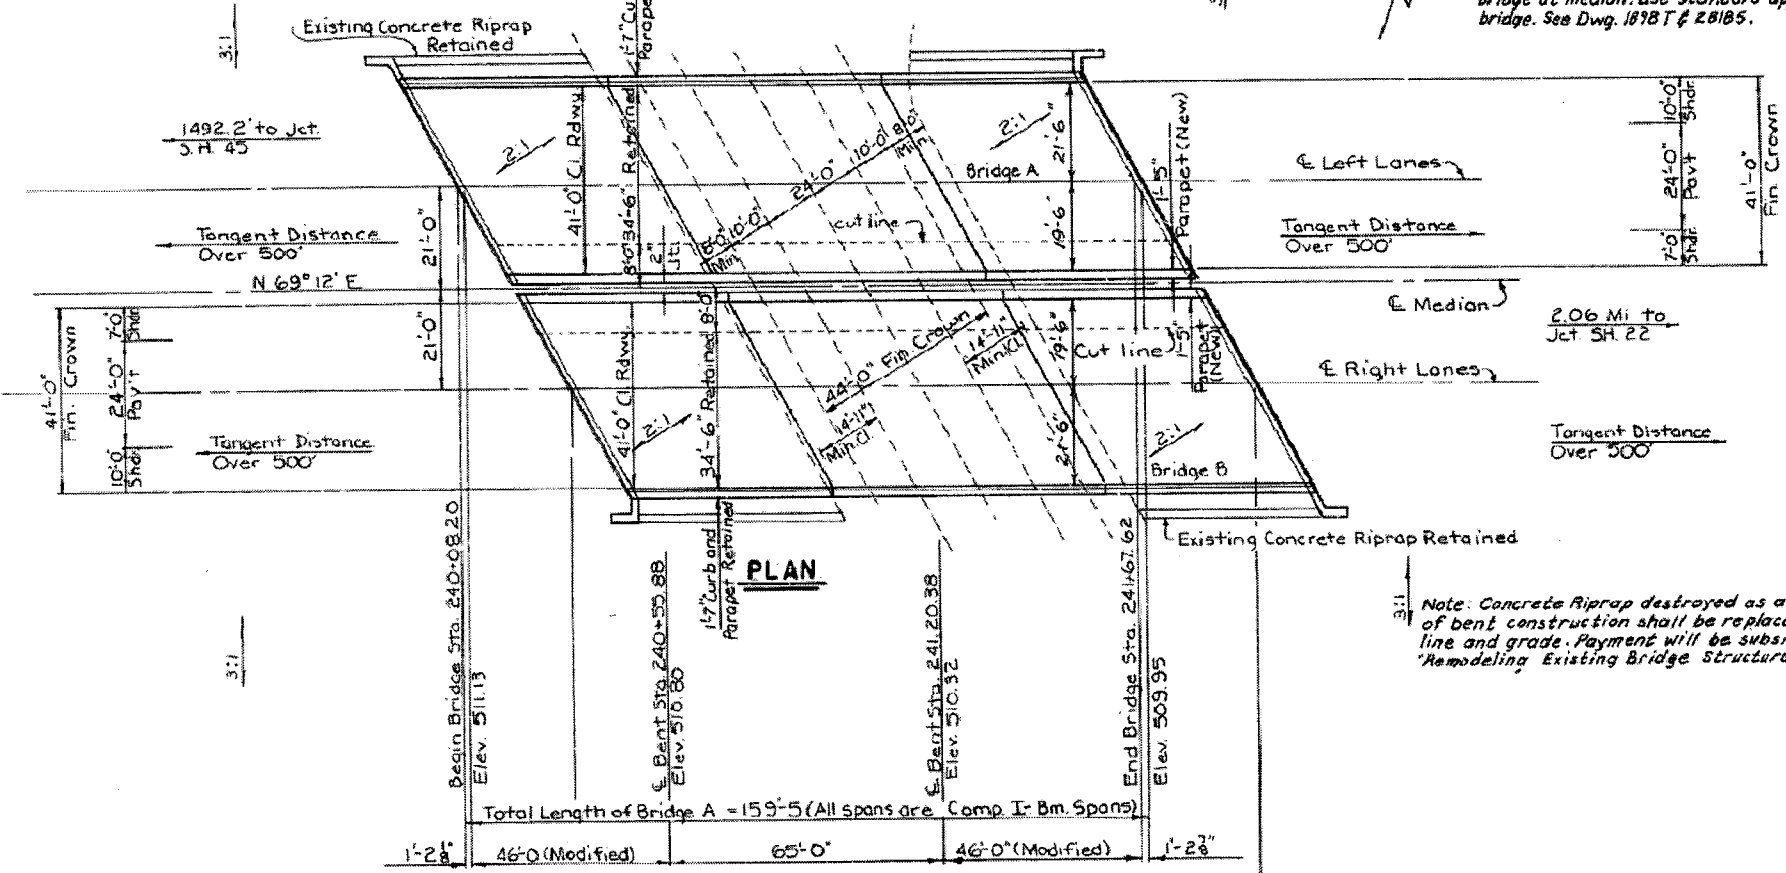 bridge. See Dwg. 1898 T & 28185.
Existing Concrete Riprap
Retained
3:1
1492.2' to Jct.
S.H. 45
2:1
41'-0" Cl. Rdwy.
8'-0"
34'-6" Retained
2" Jt.
24'-0"
10'-0"
8'-0"
Min.
8'-0"
10'-0"
Min.
cut line
2:1
Bridge A
21'-6"
19'-6"
1'-5"
Parapet (New)
℄ Left Lanes
10'-0" Shdr.
24'-0" Pav't
7'-0" Shdr.
41'-0"
Fin. Crown
Tangent Distance
Over 500'
21'-0"
Tangent Distance
Over 500'
N 69° 12' E
℄ Median
2.06 Mi to
Jct. SH. 22
41'-0"
Fin. Crown
7'-0" Shdr.
24'-0" Pav't
10'-0" Shdr.
21'-0"
41'-0" Cl. Rdwy.
34'-6" Retained
8'-0"
44'-0" Fin Crown
14'-11"
Min. Cl.
14'-11"
Min. Cl.
19'-6"
Cut line
1'-5"
Parapet
(New)
℄ Right Lanes
2:1
21'-6"
2:1
Bridge B
Tangent Distance
Over 500'
Tangent Distance
Over 500'
Existing Concrete Riprap Retained
PLAN
1'-7" Curb and
Parapet Retained
Begin Bridge Sta. 240+08.20
Elev. 511.13
℄ Bent Sta. 240+55.88
Elev. 510.80
℄ Bent Sta. 241.20.38
Elev. 510.32
End Bridge Sta. 241+67.62
Elev. 509.95
3:1
3:1
Note: Concrete Riprap destroyed as a
of bent construction shall be replac
line and grade. Payment will be subsi
"Remodeling Existing Bridge Structur
Total Length of Bridge A = 159'-5 (All spans are Comp. I-Bm. Spans)
46'-0 (Modified)
65'-0"
46'-0" (Modified)